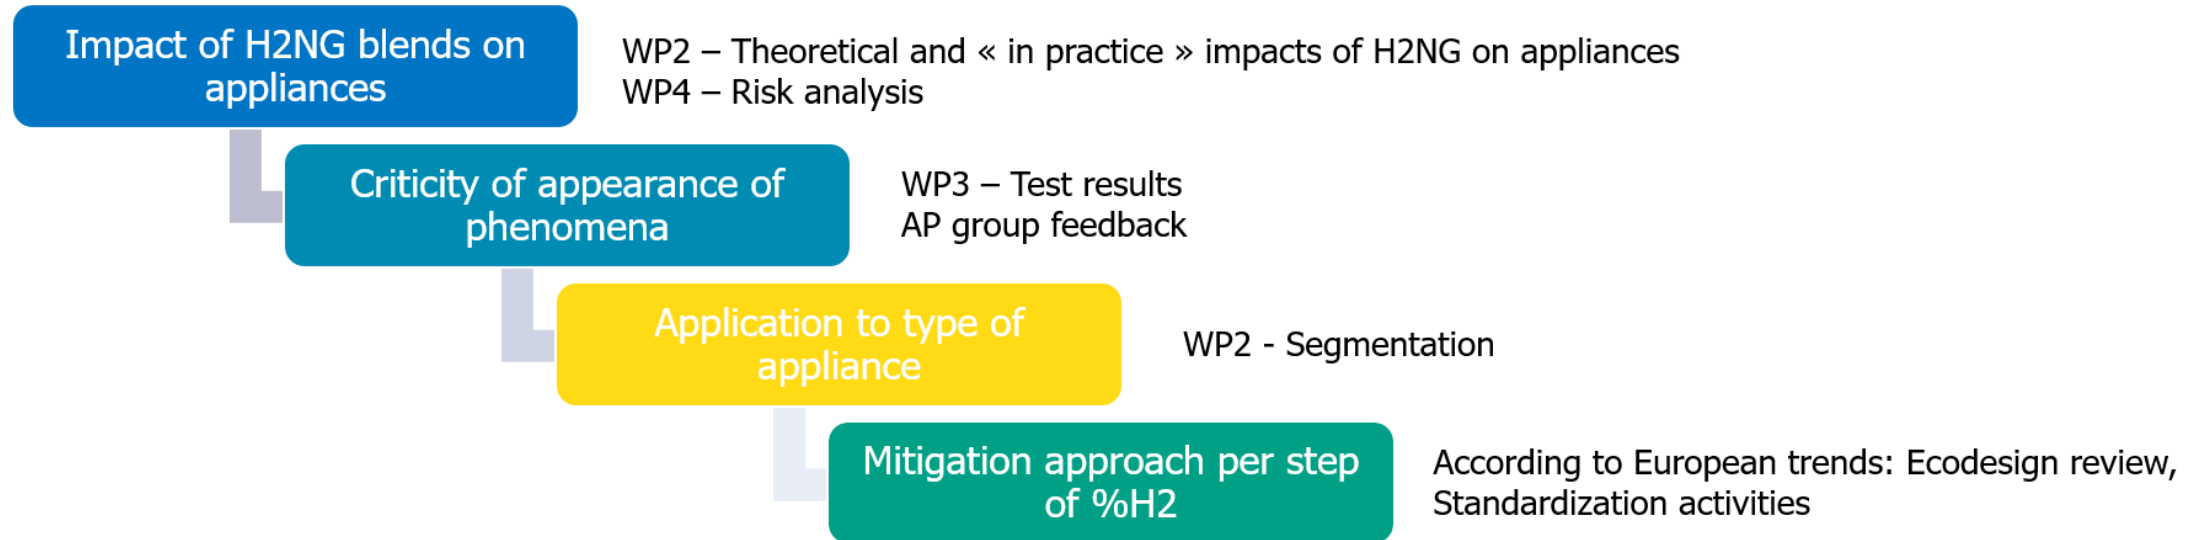 Impact of H2NG blends on
appliances
WP2 – Theoretical and « in practice » impacts of H2NG on appliances
WP4 – Risk analysis
Criticity of appearance of
phenomena
WP3 – Test results
AP group feedback
Application to type of
appliance
WP2 - Segmentation
Mitigation approach per step
of %H2
According to European trends: Ecodesign review,
Standardization activities